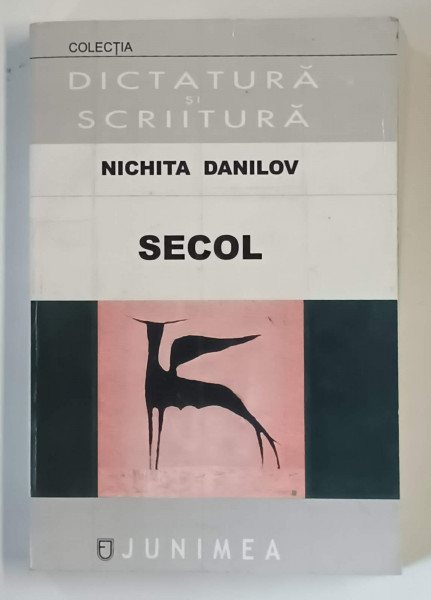 COLECȚIA
DICTATURĂ
ȘI
SCRIITURĂ
NICHITA DANILOV
SECOL
JUNIMEA